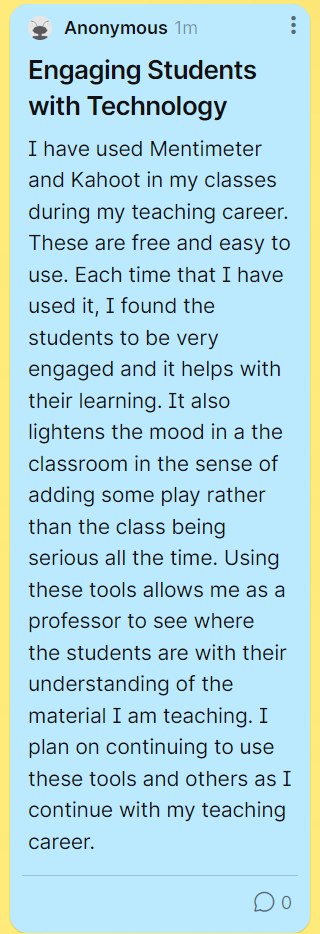 Anonymous 1m
Engaging Students
with Technology
I have used Mentimeter
and Kahoot in my classes
during my teaching career.
These are free and easy to
use. Each time that I have
used it, I found the
students to be very
engaged and it helps with
their learning. It also
lightens the mood in a the
classroom in the sense of
adding some play rather
than the class being
serious all the time. Using
these tools allows me as a
professor to see where
the students are with their
understanding of the
material I am teaching. I
plan on continuing to use
these tools and others as I
continue with my teaching
career.
0